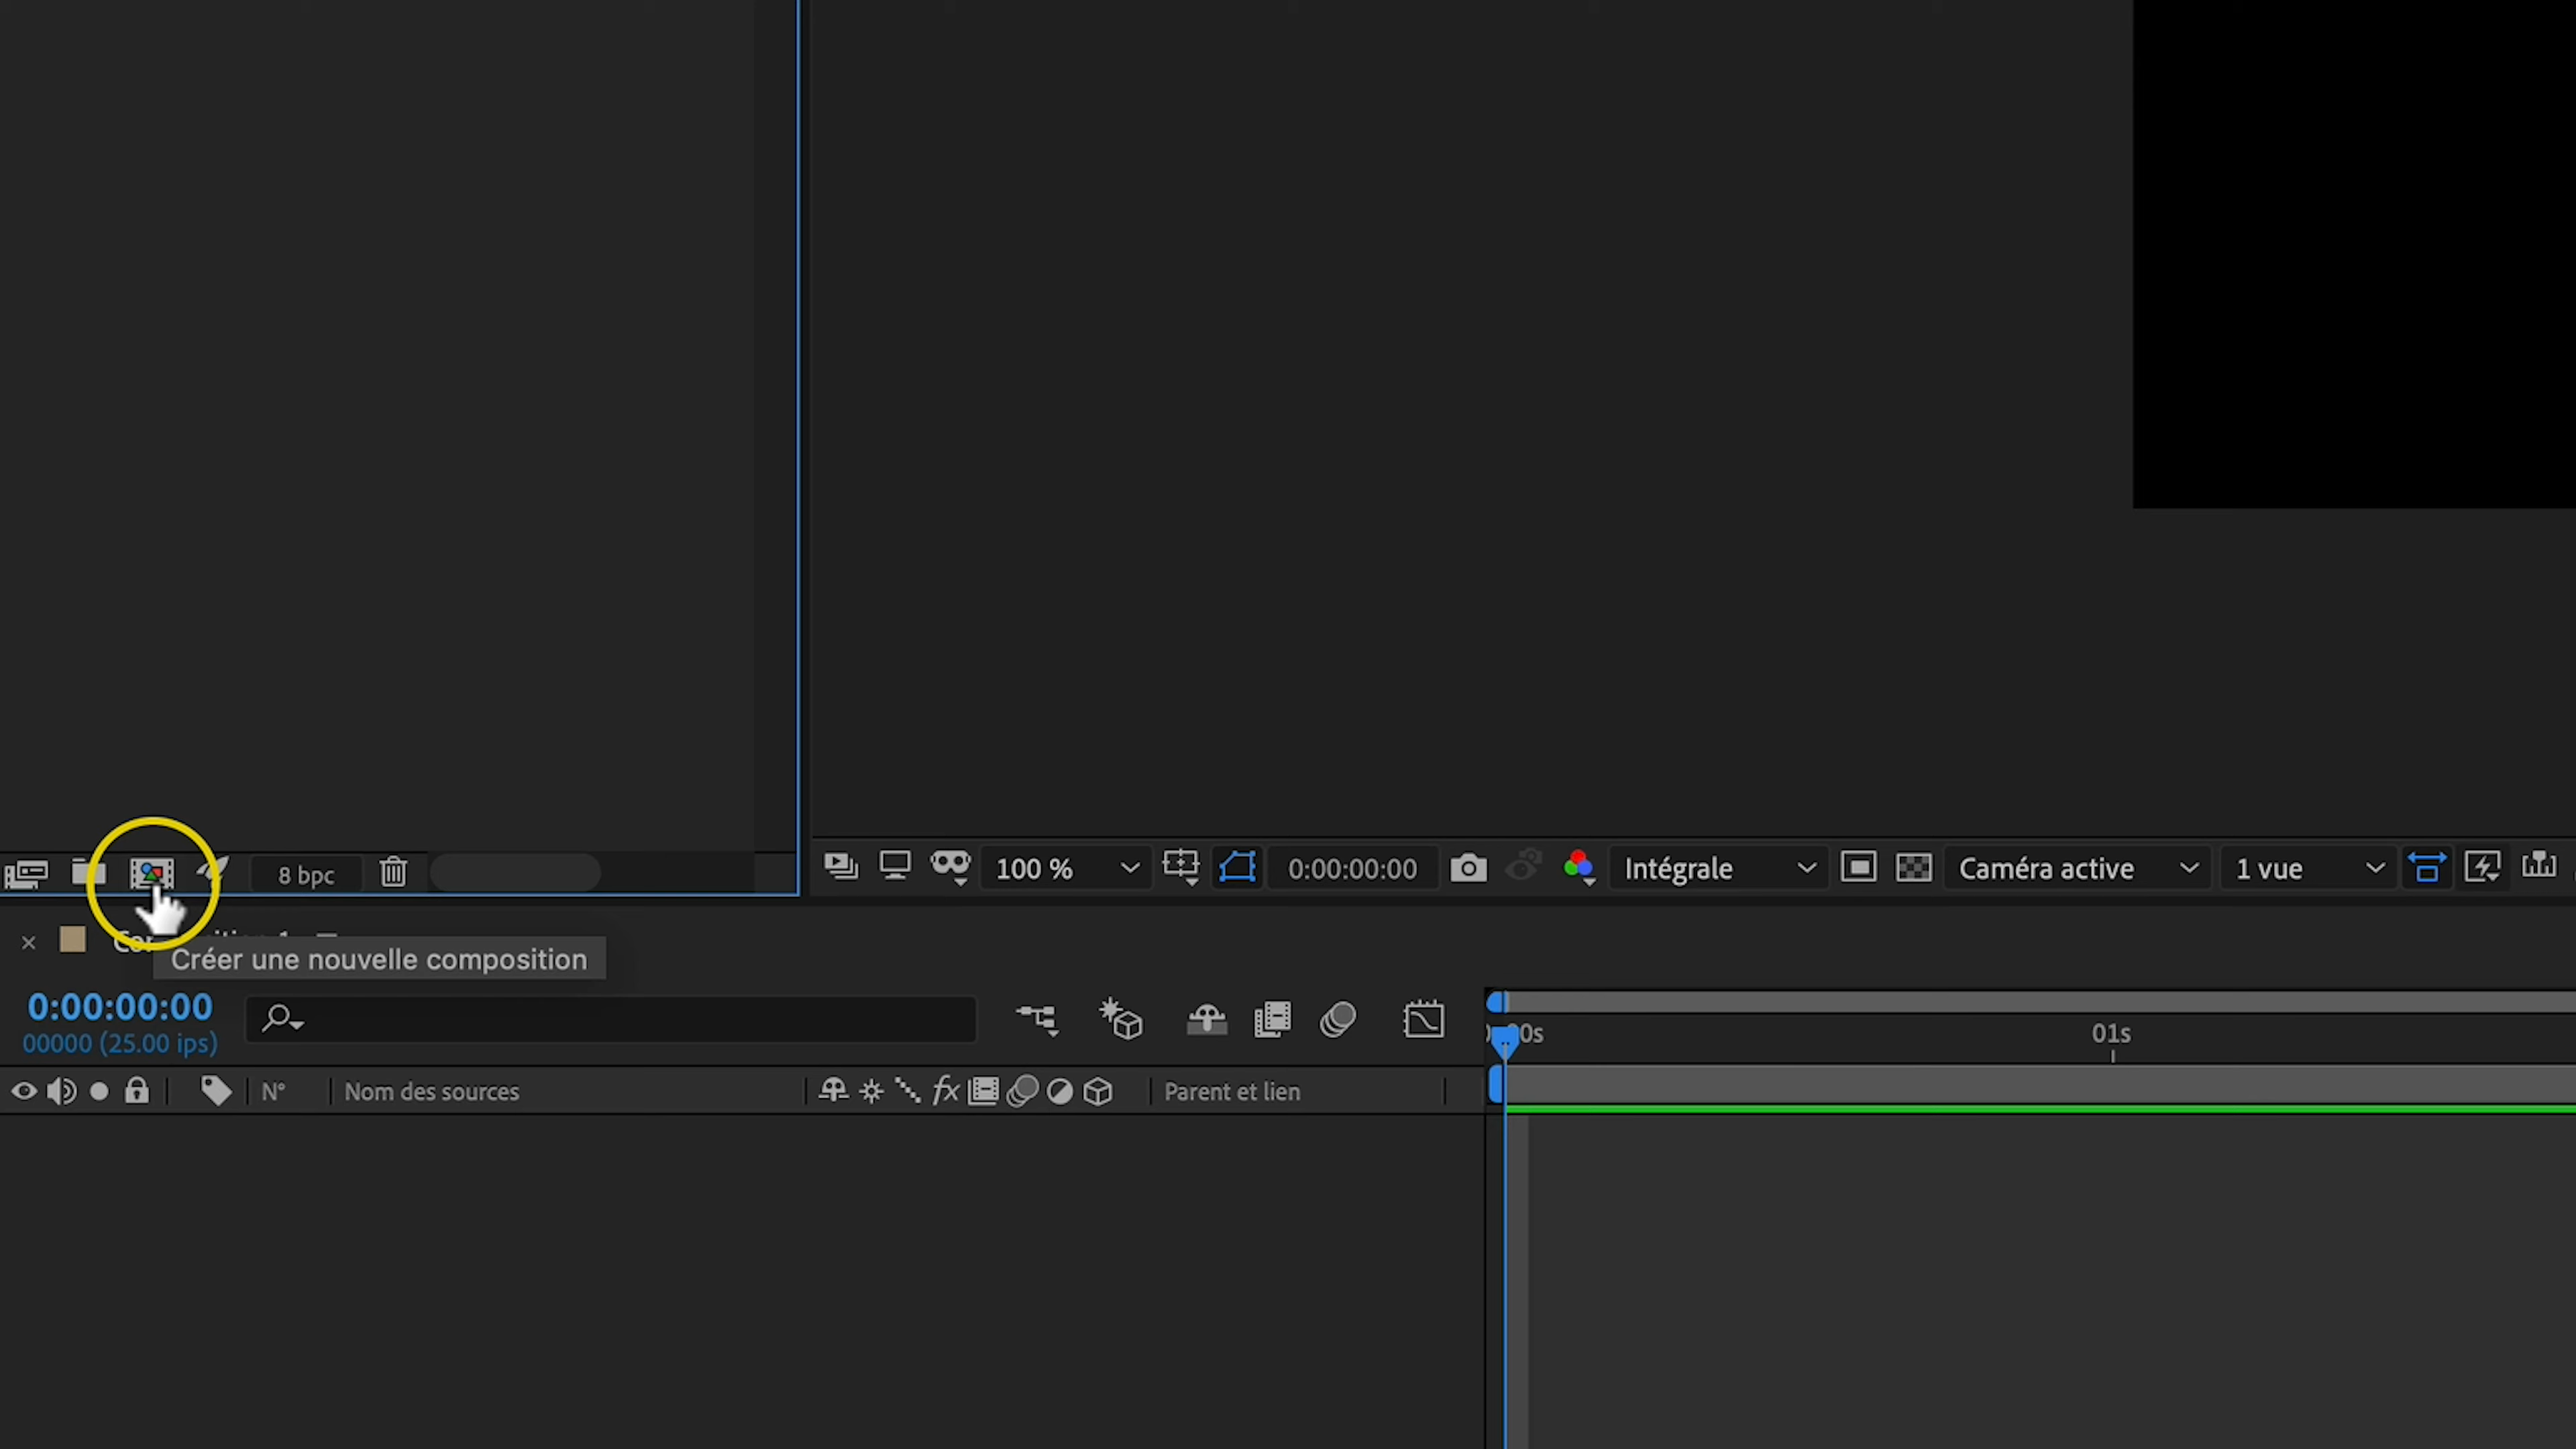 8 bpc
100 %
0:00:00:00
Intégrale
Caméra active
1 vue
Créer une nouvelle composition
0:00:00:00
00000 (25.00 ips)
01s
N°
Nom des sources
fx
Parent et lien